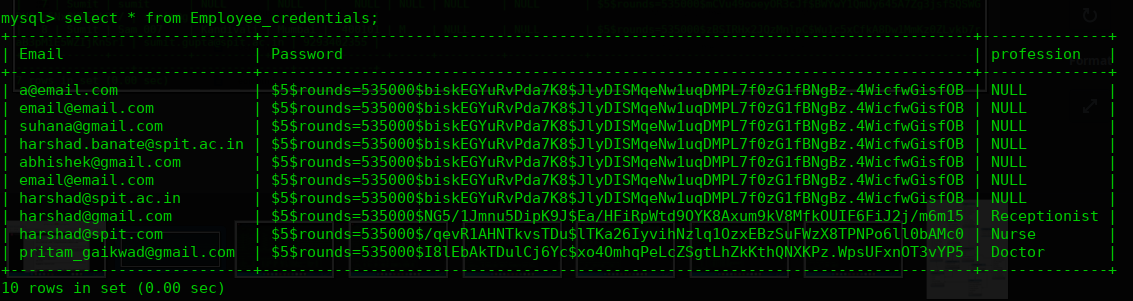 mysql> select * from Employee_credentials;
+--------------------------+-------------------------------------------------------------------------------+--------------+
| Email | Password | profession |
+--------------------------+-------------------------------------------------------------------------------+--------------+
| a@email.com | $5$rounds=535000$biskEGYuRvPda7K8$JlyDISMqeNw1uqDMPL7f0zG1fBNgBz.4WicfwGisfOB | NULL |
| email@email.com | $5$rounds=535000$biskEGYuRvPda7K8$JlyDISMqeNw1uqDMPL7f0zG1fBNgBz.4WicfwGisfOB | NULL |
| suhana@gmail.com | $5$rounds=535000$biskEGYuRvPda7K8$JlyDISMqeNw1uqDMPL7f0zG1fBNgBz.4WicfwGisfOB | NULL |
| harshad.banate@spit.ac.in | $5$rounds=535000$biskEGYuRvPda7K8$JlyDISMqeNw1uqDMPL7f0zG1fBNgBz.4WicfwGisfOB | NULL |
| abhishek@gmail.com | $5$rounds=535000$biskEGYuRvPda7K8$JlyDISMqeNw1uqDMPL7f0zG1fBNgBz.4WicfwGisfOB | NULL |
| email@email.com | $5$rounds=535000$biskEGYuRvPda7K8$JlyDISMqeNw1uqDMPL7f0zG1fBNgBz.4WicfwGisfOB | NULL |
| harshad@spit.ac.in | $5$rounds=535000$biskEGYuRvPda7K8$JlyDISMqeNw1uqDMPL7f0zG1fBNgBz.4WicfwGisfOB | NULL |
| harshad@gmail.com | $5$rounds=535000$NG5/1Jmnu5DipK9J$Ea/HFiRpWtd9OYK8Axum9kV8MfkOUIF6FiJ2j/m6m15 | Receptionist |
| harshad@spit.com | $5$rounds=535000$/qevR1AHNTkvsTDu$lTKa26IyvihNzlq1OzxEBzSuFWzX8TPNPo6ll0bAMc0 | Nurse |
| pritam_gaikwad@gmail.com | $5$rounds=535000$I8lEbAkTDulCj6Yc$xo4OmhqPeLcZSgtLhZkKthQNXKPz.WpsUFxnOT3vYP5 | Doctor |
+--------------------------+-------------------------------------------------------------------------------+--------------+
10 rows in set (0.00 sec)